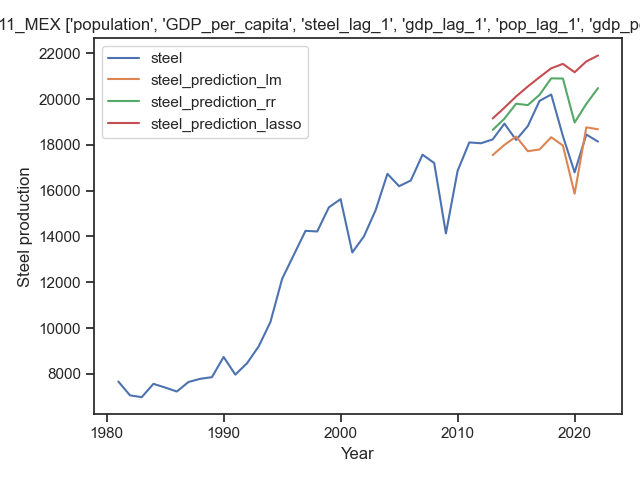 11_MEX ['population', 'GDP_per_capita', 'steel_lag_1', 'gdp_lag_1', 'pop_lag_1', 'gdp_p
steel
steel_prediction_lm
steel_prediction_rr
steel_prediction_lasso
22000
20000
18000
16000
14000
12000
10000
8000
Steel production
1980
1990
2000
2010
2020
Year